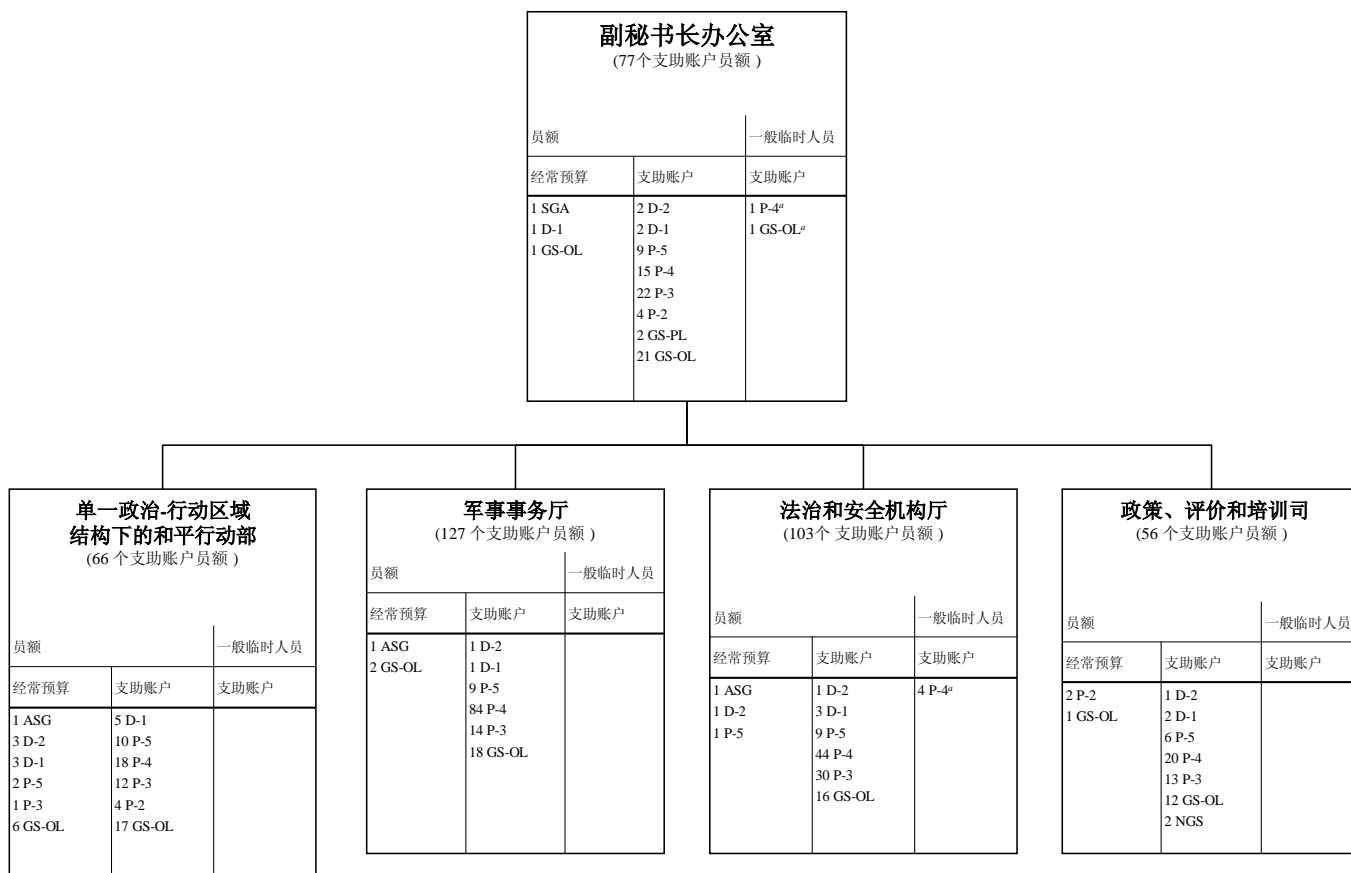 副秘书长办公室
(77个支助账户员额 )
员额 一般临时人员
经常预算 支助账户 支助账户
1 SGA 2 D-2 1 P-4a
1 D-1 2 D-1 1 GS-OLa
1 GS-OL 9 P-5
15 P-4
22 P-3
4 P-2
2 GS-PL
21 GS-OL
单一政治-行动区域
结构下的和平行动部
(66 个支助账户员额 )
员额 一般临时人员
经常预算 支助账户 支助账户
1 ASG 5 D-1
3 D-2 10 P-5
3 D-1 18 P-4
2 P-5 12 P-3
1 P-3 4 P-2
6 GS-OL 17 GS-OL
军事事务厅
(127 个支助账户员额 )
员额 一般临时人员
经常预算 支助账户 支助账户
1 ASG 1 D-2
2 GS-OL 1 D-1
9 P-5
84 P-4
14 P-3
18 GS-OL
法治和安全机构厅
(103个 支助账户员额 )
员额 一般临时人员
经常预算 支助账户 支助账户
1 ASG 1 D-2 4 P-4a
1 D-2 3 D-1
1 P-5 9 P-5
44 P-4
30 P-3
16 GS-OL
政策、评价和培训司
(56 个支助账户员额 )
员额 一般临时人员
经常预算 支助账户 支助账户
2 P-2 1 D-2
1 GS-OL 2 D-1
6 P-5
20 P-4
13 P-3
12 GS-OL
2 NGS